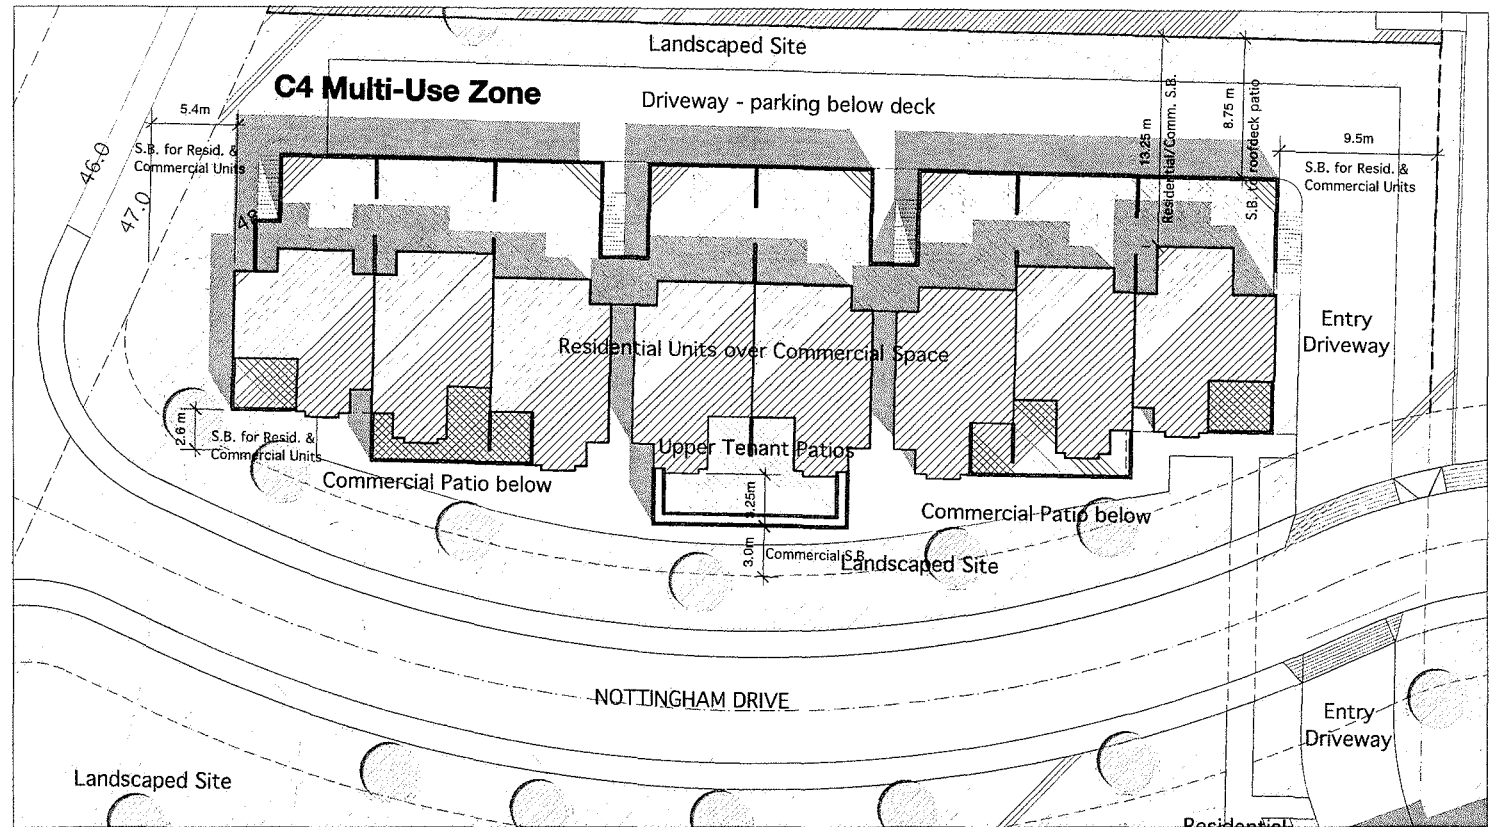 Landscaped Site
C4 Multi-Use Zone
Driveway - parking below deck
5.4m
S.B. for Resid. &
Commercial Units
46.0
47.0
13.25 m
Residential/Comm. S.B.
8.75 m
S.B. to roofdeck patio
9.5m
S.B. for Resid. &
Commercial Units
Entry
Driveway
Residential Units over Commercial Space
2.6 m
S.B. for Resid. &
Commercial Units
Upper Tenant Patios
Commercial Patio below
3.25m
Commercial Patio below
3.0m
Commercial S.B.
Landscaped Site
NOTTINGHAM DRIVE
Entry
Driveway
Landscaped Site
Residential